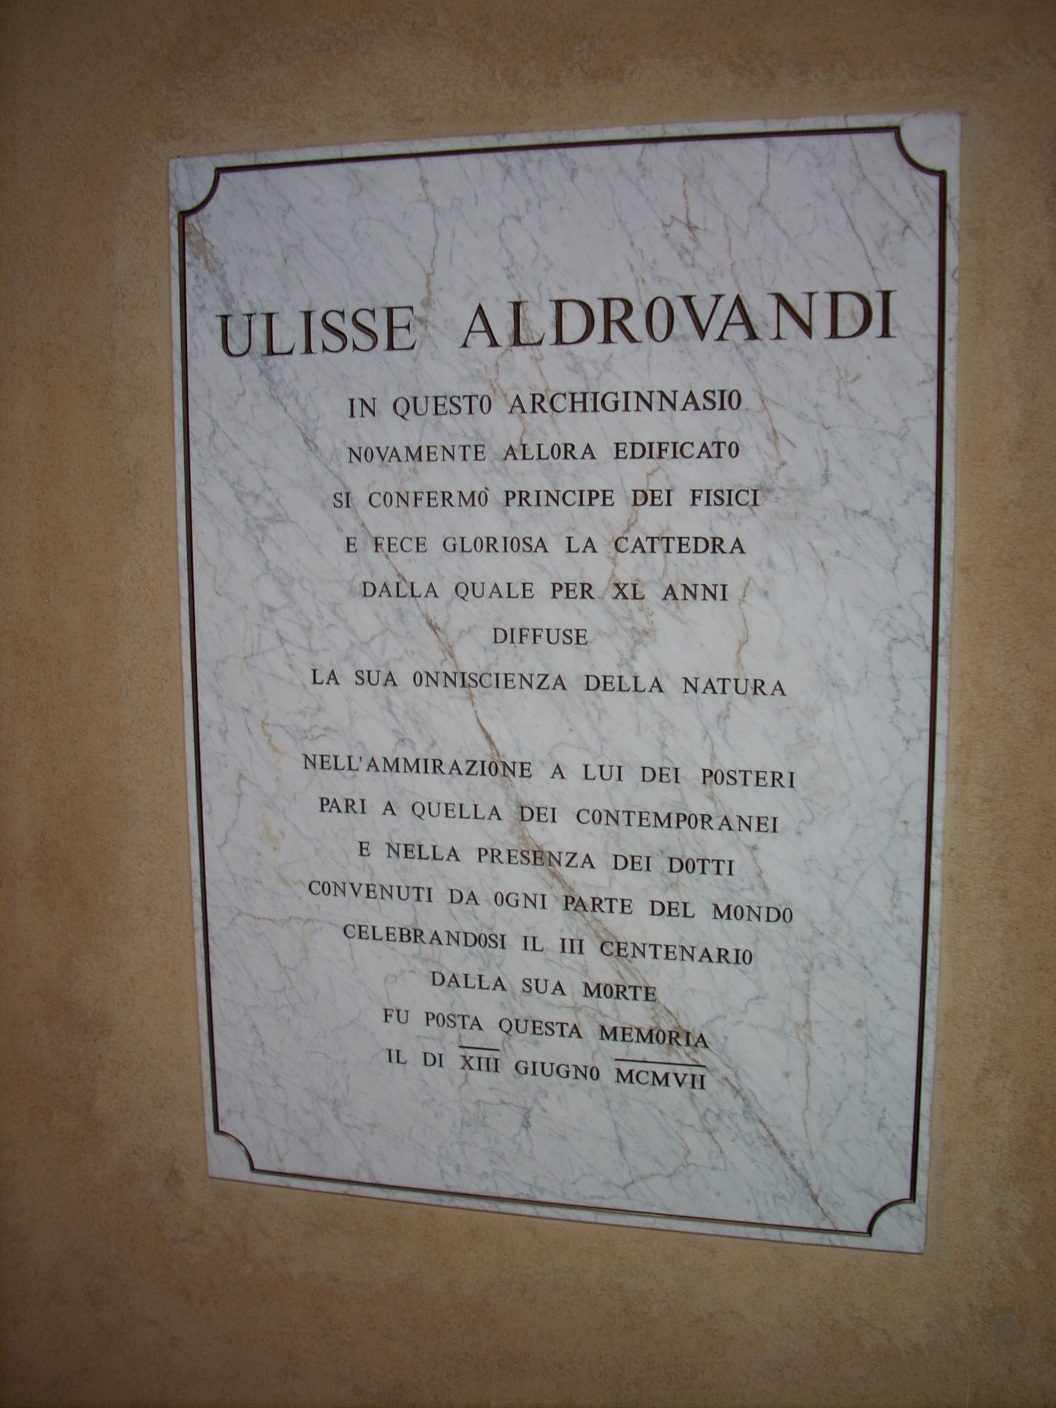 ULISSE ALDROVANDI
IN QUESTO ARCHIGINNASIO
NOVAMENTE ALLORA EDIFICATO
SI CONFERMÒ PRINCIPE DEI FISICI
E FECE GLORIOSA LA CATTEDRA
DALLA QUALE PER XL ANNI
DIFFUSE
LA SUA ONNISCIENZA DELLA NATURA
NELL'AMMIRAZIONE A LUI DEI POSTERI
PARI A QUELLA DEI CONTEMPORANEI
E NELLA PRESENZA DEI DOTTI
CONVENUTI DA OGNI PARTE DEL MONDO
CELEBRANDOSI IL III CENTENARIO
DALLA SUA MORTE
FU POSTA QUESTA MEMORIA
IL DI XIII GIUGNO MCMVII